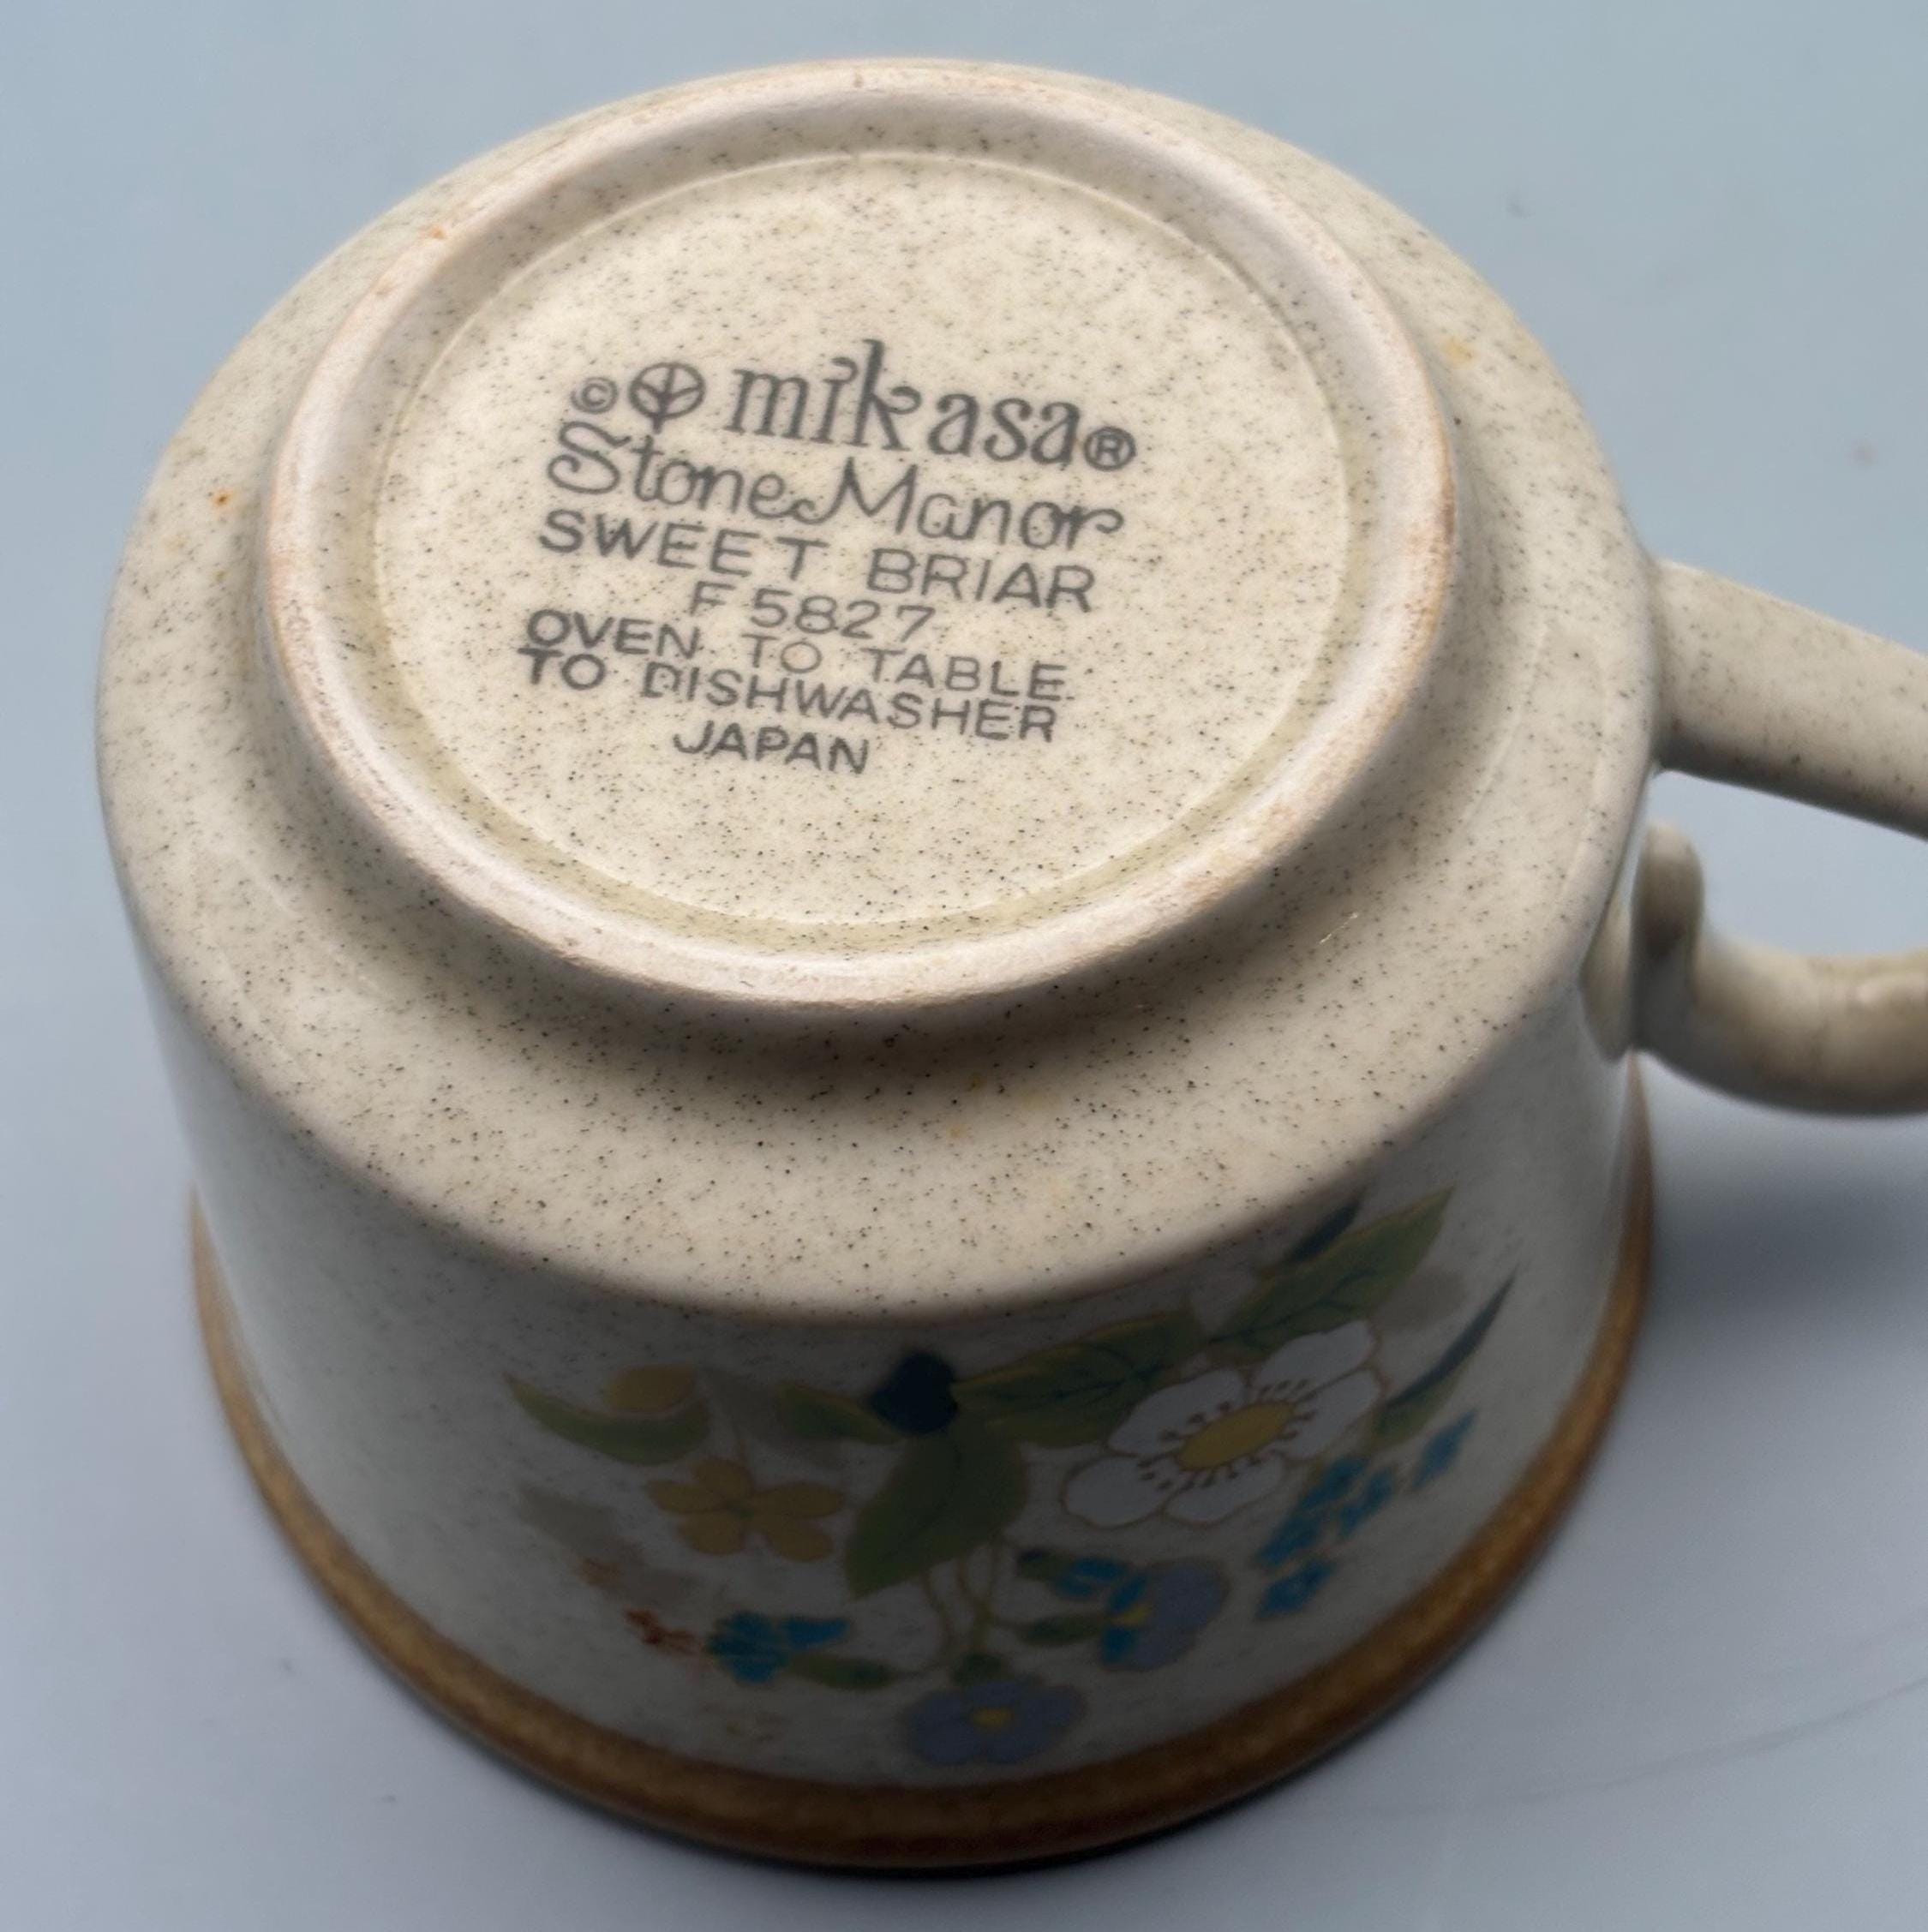 © mikasa®
Stone Manor
SWEET BRIAR
F 5827
OVEN TO TABLE
TO DISHWASHER
JAPAN